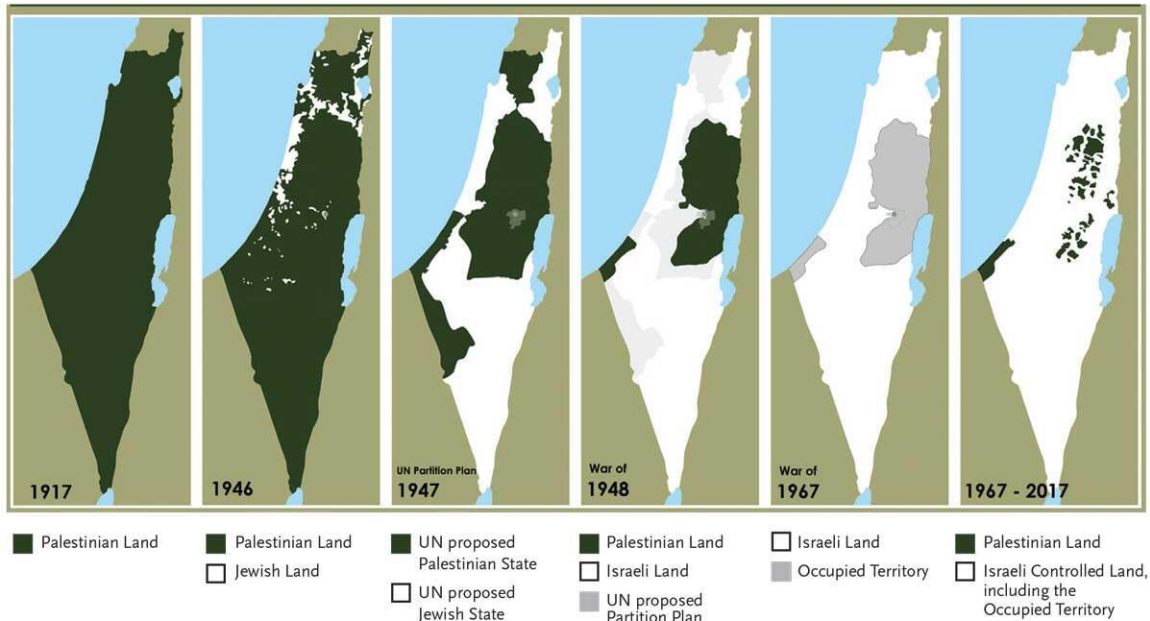 1917
1946
UN Partition Plan
1947
War of
1948
War of
1967
1967 - 2017
Palestinian Land
Palestinian Land
Jewish Land
UN proposed
Palestinian State
UN proposed
Jewish State
Palestinian Land
Israeli Land
UN proposed
Partition Plan
Israeli Land
Occupied Territory
Palestinian Land
Israeli Controlled Land,
including the
Occupied Territory